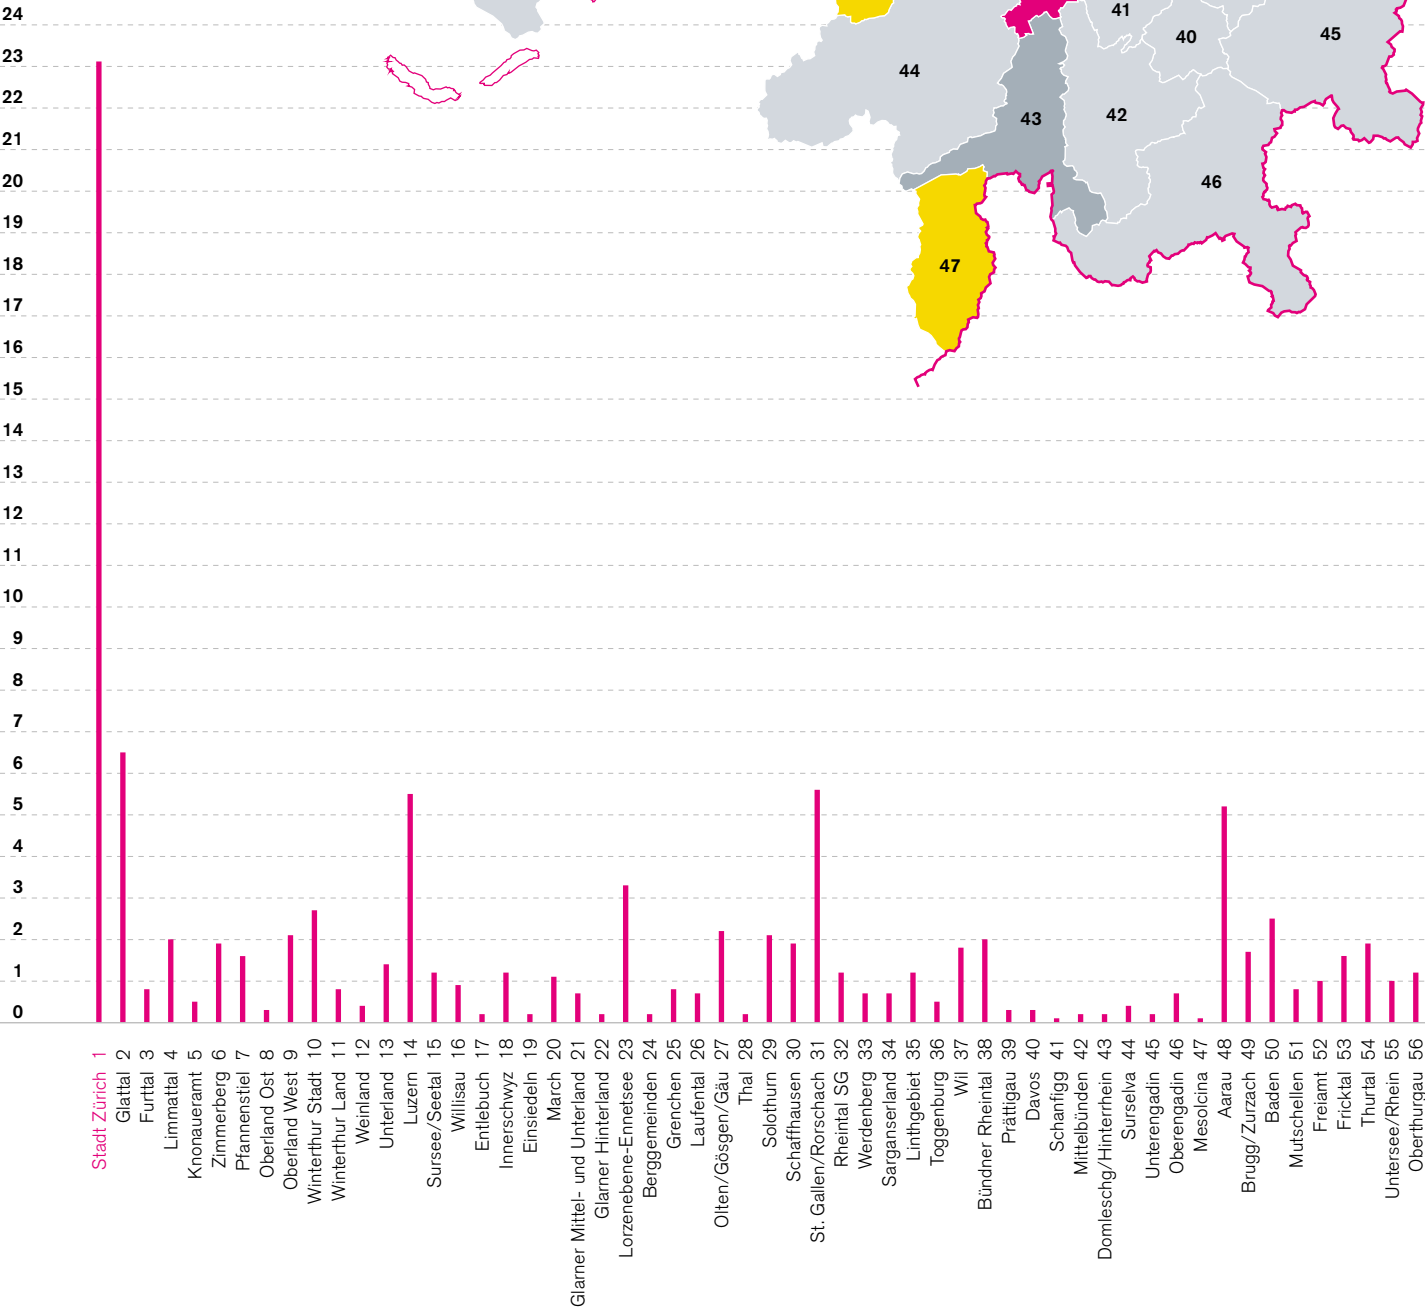 24
23
22
21
20
19
18
17
16
15
14
13
12
11
10
9
8
7
6
5
4
3
2
1
0
41
40
45
44
43
42
46
47
Stadt Zürich 1
Glattal 2
Furttal 3
Limmattal 4
Knonaueramt 5
Zimmerberg 6
Pfannenstiel 7
Oberland Ost 8
Oberland West 9
Winterthur Stadt 10
Winterthur Land 11
Weinland 12
Unterland 13
Luzern 14
Sursee/Seetal 15
Willisau 16
Entlebuch 17
Innerschwyz 18
Einsiedeln 19
March 20
Glarner Mittel- und Unterland 21
Glarner Hinterland 22
Lorzenebene-Ennetsee 23
Berggemeinden 24
Grenchen 25
Laufental 26
Olten/Gösgen/Gäu 27
Thal 28
Solothurn 29
Schaffhausen 30
St. Gallen/Rorschach 31
Rheintal SG 32
Werdenberg 33
Sarganserland 34
Linthgebiet 35
Toggenburg 36
Wil 37
Bündner Rheintal 38
Prättigau 39
Davos 40
Schanfigg 41
Mittelbünden 42
Domleschg/Hinterrhein 43
Surselva 44
Unterengadin 45
Oberengadin 46
Mesolcina 47
Aarau 48
Brugg/Zurzach 49
Baden 50
Mutschellen 51
Freiamt 52
Fricktal 53
Thurtal 54
Untersee/Rhein 55
Oberthurgau 56